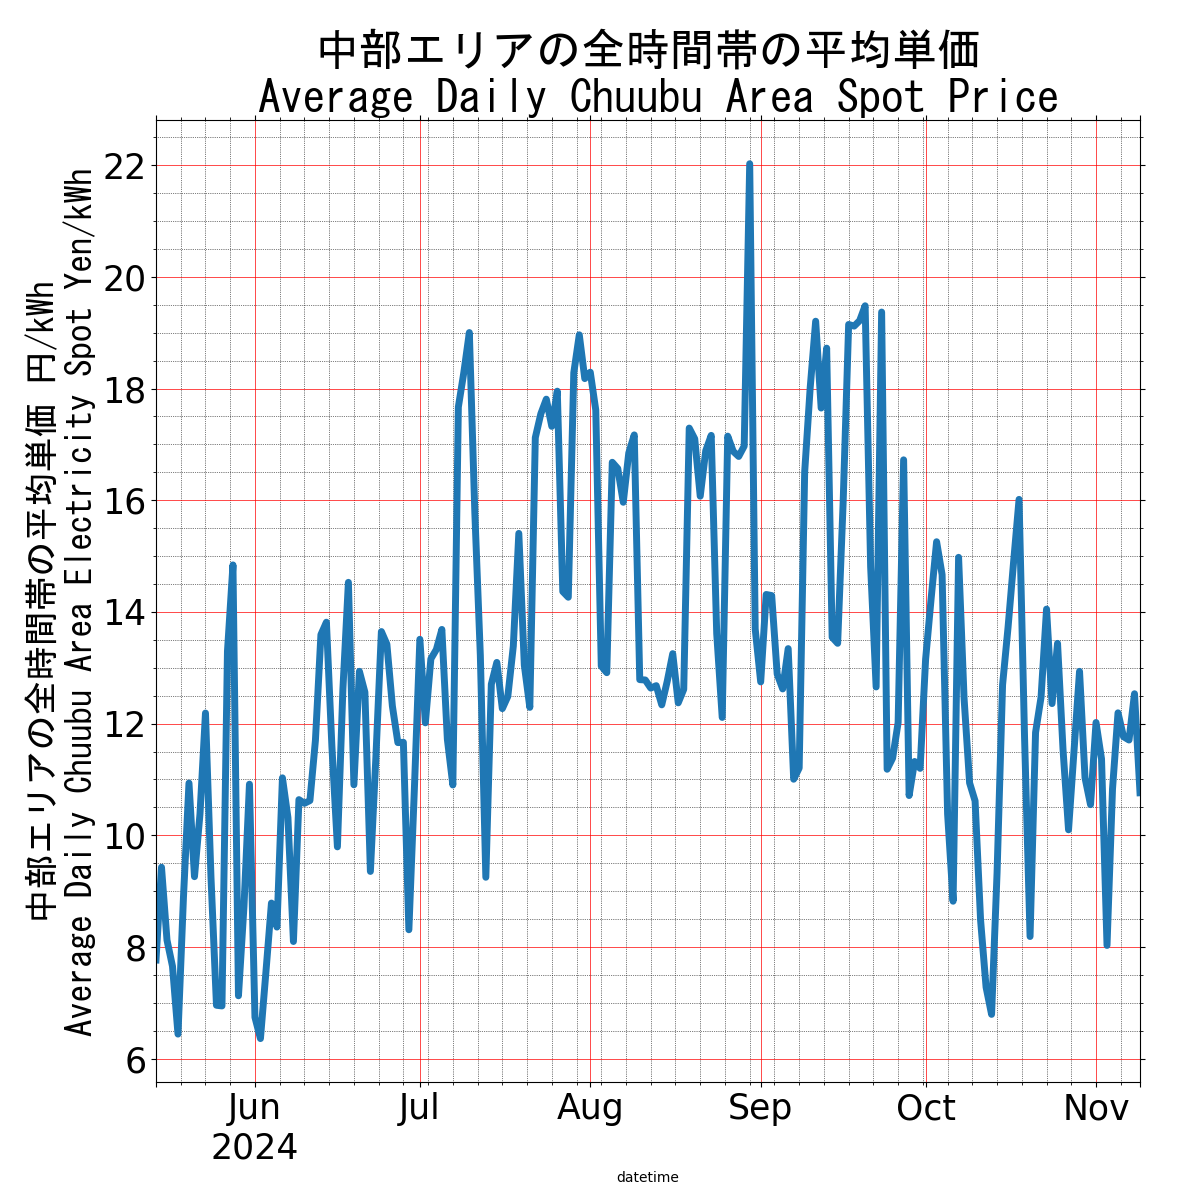 中部エリアの全時間帯の平均単価
Average Daily Chuubu Area Spot Price
中部エリアの全時間帯の平均単価 円/kWh
Average Daily Chuubu Area Electricity Spot Yen/kWh
22
20
18
16
14
12
10
8
6
Jun
2024
Jul
Aug
Sep
Oct
Nov
datetime